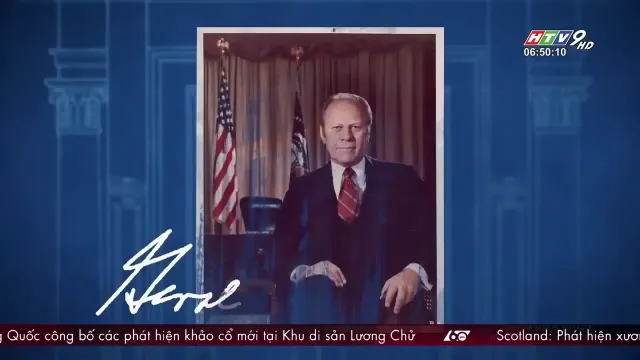 HTV9 HD
06:50:10
g Quốc công bố các phát hiện khảo cổ mới tại Khu di sản Lương Chử 60 Scotland: Phát hiện xươ